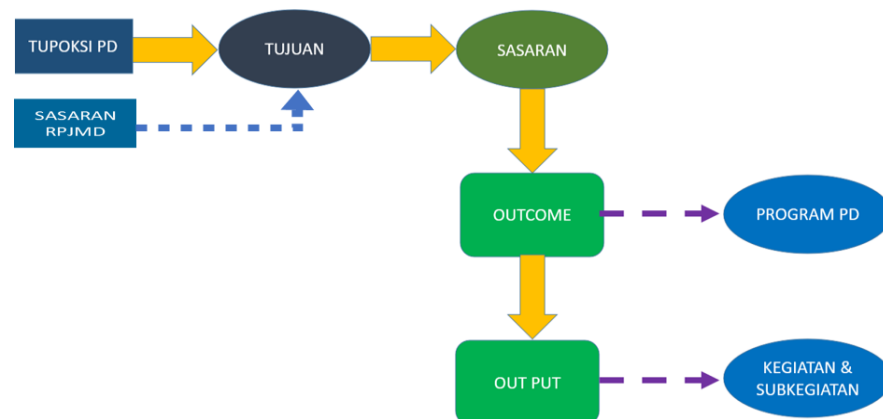 TUPOKSI PD
TUJUAN
SASARAN
SASARAN
RPJMD
OUTCOME
PROGRAM PD
OUT PUT
KEGIATAN &
SUBKEGIATAN